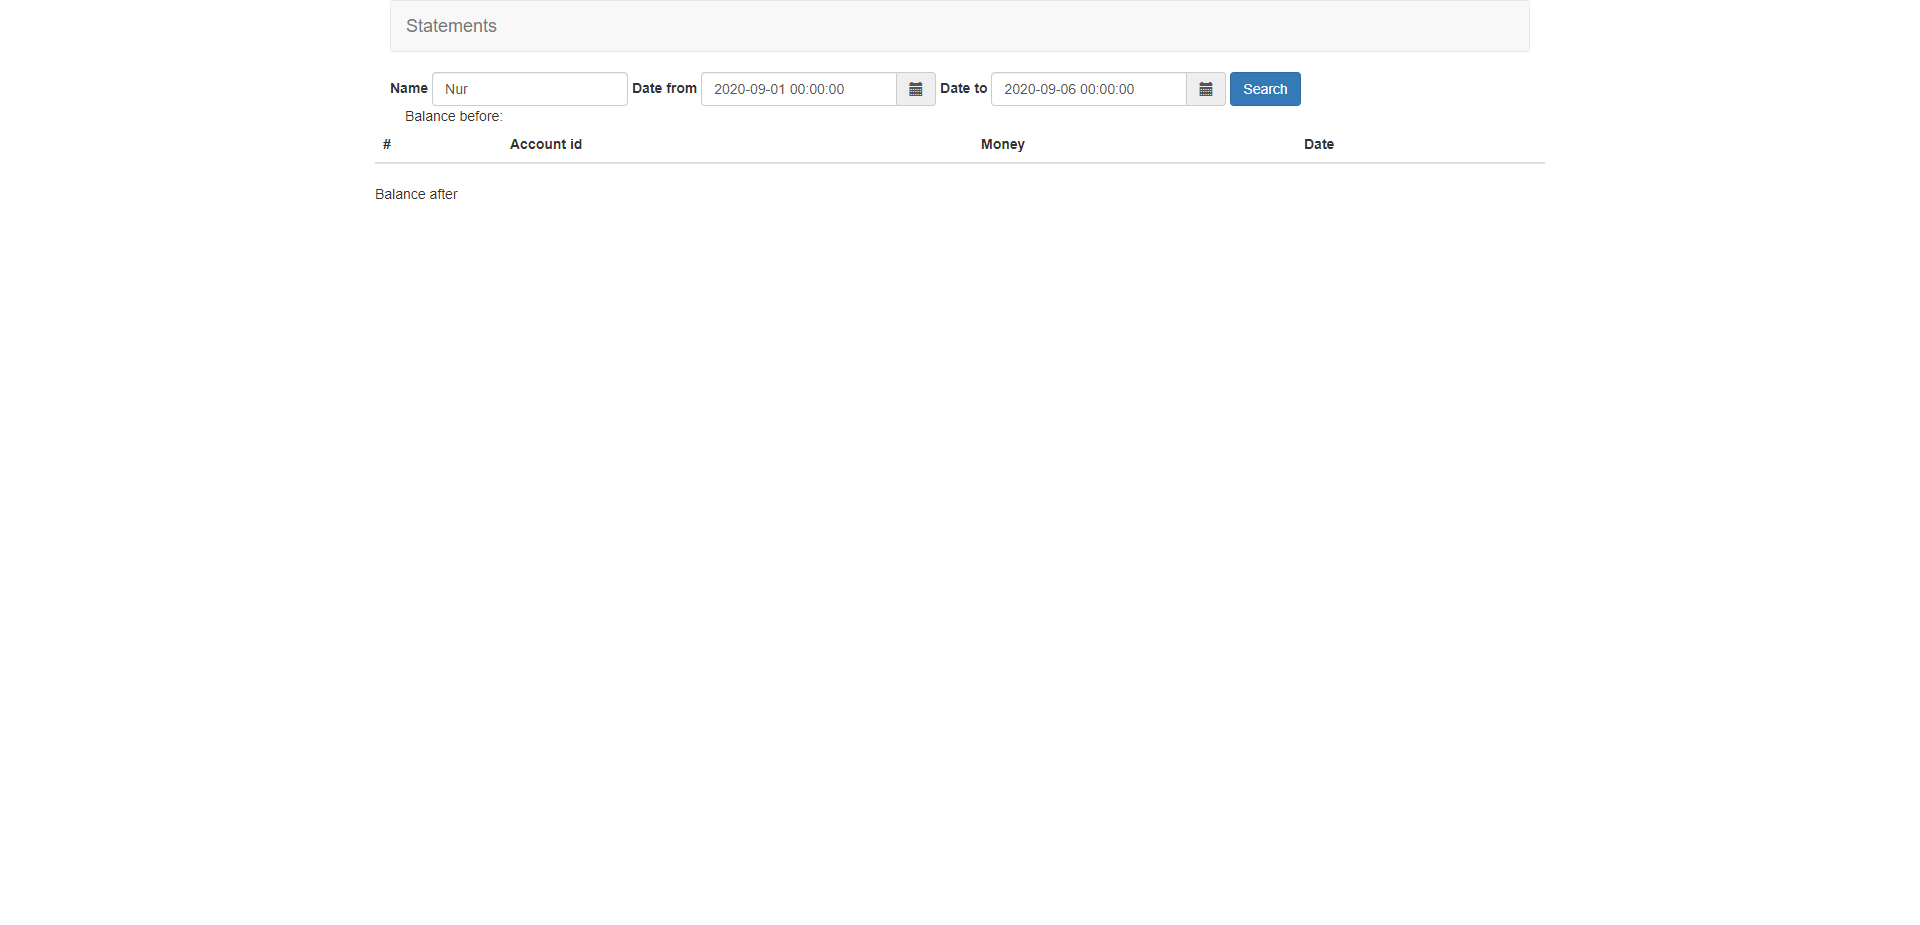 Statements
Name Nur Date from 2020-09-01 00:00:00 Date to 2020-09-06 00:00:00 Search
Balance before:
# Account id Money Date
Balance after